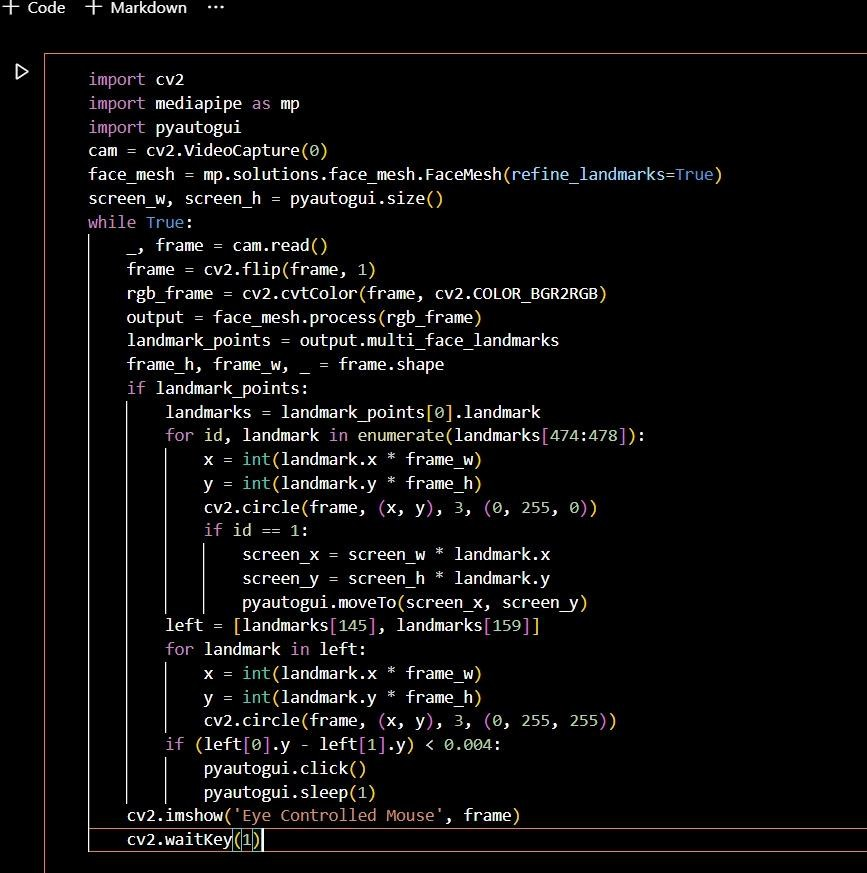 + Code + Markdown ...
import cv2
import mediapipe as mp
import pyautogui
cam = cv2.VideoCapture(0)
face_mesh = mp.solutions.face_mesh.FaceMesh(refine_landmarks=True)
screen_w, screen_h = pyautogui.size()
while True:
    _, frame = cam.read()
    frame = cv2.flip(frame, 1)
    rgb_frame = cv2.cvtColor(frame, cv2.COLOR_BGR2RGB)
    output = face_mesh.process(rgb_frame)
    landmark_points = output.multi_face_landmarks
    frame_h, frame_w, _ = frame.shape
    if landmark_points:
        landmarks = landmark_points[0].landmark
        for id, landmark in enumerate(landmarks[474:478]):
            x = int(landmark.x * frame_w)
            y = int(landmark.y * frame_h)
            cv2.circle(frame, (x, y), 3, (0, 255, 0))
            if id == 1:
                screen_x = screen_w * landmark.x
                screen_y = screen_h * landmark.y
                pyautogui.moveTo(screen_x, screen_y)
        left = [landmarks[145], landmarks[159]]
        for landmark in left:
            x = int(landmark.x * frame_w)
            y = int(landmark.y * frame_h)
            cv2.circle(frame, (x, y), 3, (0, 255, 255))
        if (left[0].y - left[1].y) < 0.004:
            pyautogui.click()
            pyautogui.sleep(1)
    cv2.imshow('Eye Controlled Mouse', frame)
    cv2.waitKey(1)